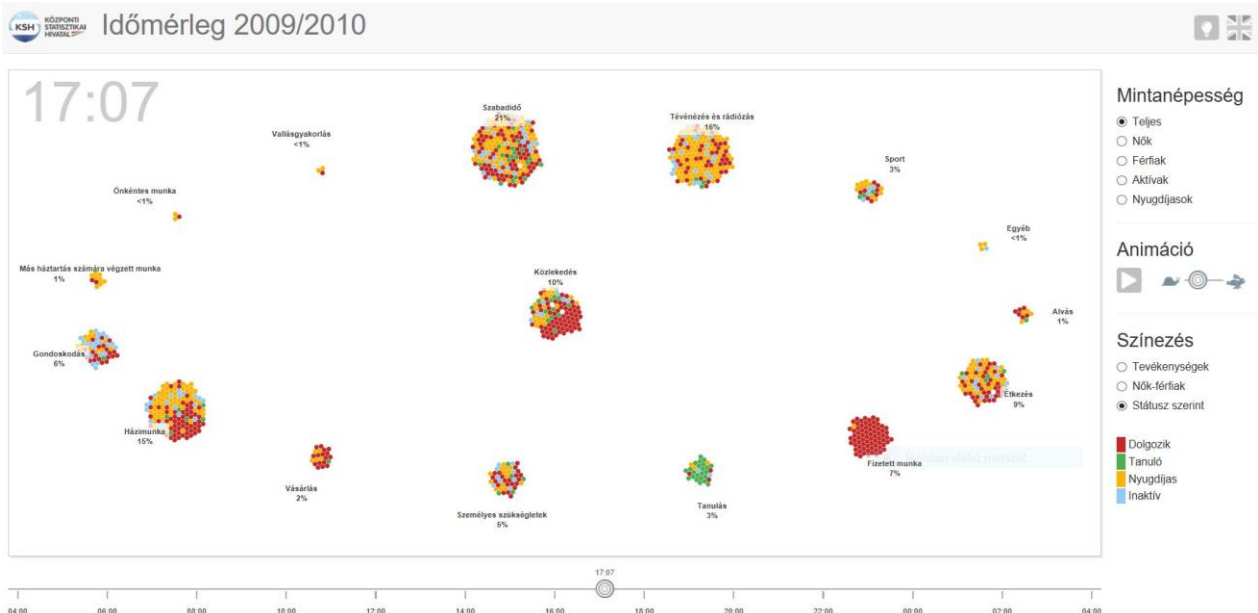 KSH KÖZPONTI
STATISZTIKAI
HIVATAL
Időmérleg 2009/2010
17:07
Szabadidő
21%
Tévénézés és rádiózás
16%
Vallásgyakorlás
<1%
Sport
3%
Önkéntes munka
<1%
Egyéb
<1%
Más háztartás számára végzett munka
1%
Közlekedés
10%
Alvás
1%
Gondoskodás
6%
Étkezés
9%
Házimunka
15%
Fizetett munka
7%
Vásárlás
2%
Személyes szükségletek
5%
Tanulás
3%
Mintanépesség
Teljes
Nők
Férfiak
Aktívak
Nyugdíjasok
Animáció
Színezés
Tevékenységek
Nők-férfiak
Státusz szerint
Dolgozik
Tanuló
Nyugdíjas
Inaktív
17:07
04:00 06:00 08:00 10:00 12:00 14:00 16:00 18:00 20:00 22:00 00:00 02:00 04:00